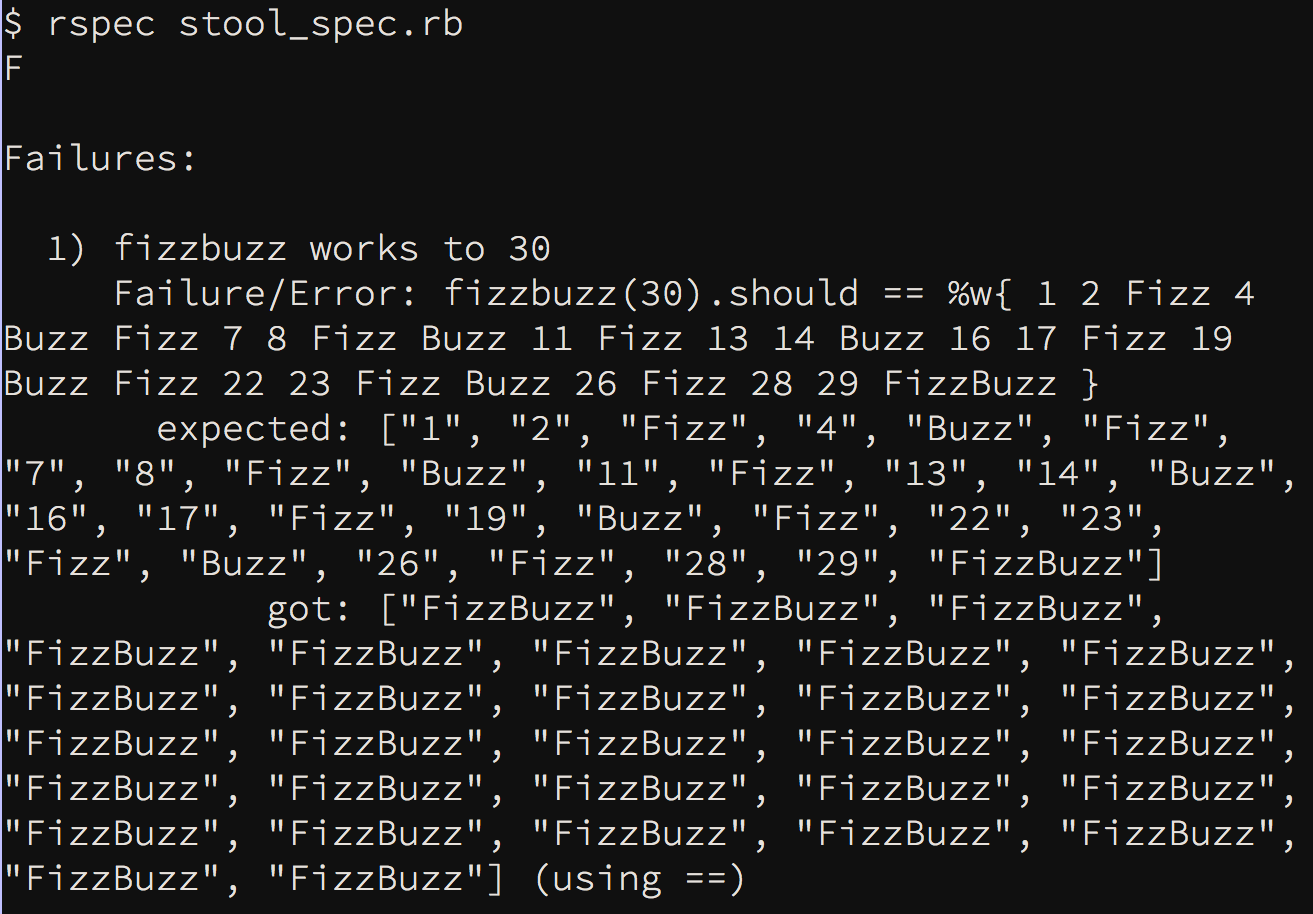 $ rspec stool_spec.rb
F
Failures:
1) fizzbuzz works to 30
Failure/Error: fizzbuzz(30).should == %w{ 1 2 Fizz 4
Buzz Fizz 7 8 Fizz Buzz 11 Fizz 13 14 Buzz 16 17 Fizz 19
Buzz Fizz 22 23 Fizz Buzz 26 Fizz 28 29 FizzBuzz }
expected: ["1", "2", "Fizz", "4", "Buzz", "Fizz",
"7", "8", "Fizz", "Buzz", "11", "Fizz", "13", "14", "Buzz",
"16", "17", "Fizz", "19", "Buzz", "Fizz", "22", "23",
"Fizz", "Buzz", "26", "Fizz", "28", "29", "FizzBuzz"]
got: ["FizzBuzz", "FizzBuzz", "FizzBuzz",
"FizzBuzz", "FizzBuzz", "FizzBuzz", "FizzBuzz", "FizzBuzz",
"FizzBuzz", "FizzBuzz", "FizzBuzz", "FizzBuzz", "FizzBuzz",
"FizzBuzz", "FizzBuzz", "FizzBuzz", "FizzBuzz", "FizzBuzz",
"FizzBuzz", "FizzBuzz", "FizzBuzz", "FizzBuzz", "FizzBuzz",
"FizzBuzz", "FizzBuzz", "FizzBuzz", "FizzBuzz", "FizzBuzz",
"FizzBuzz", "FizzBuzz"] (using ==)